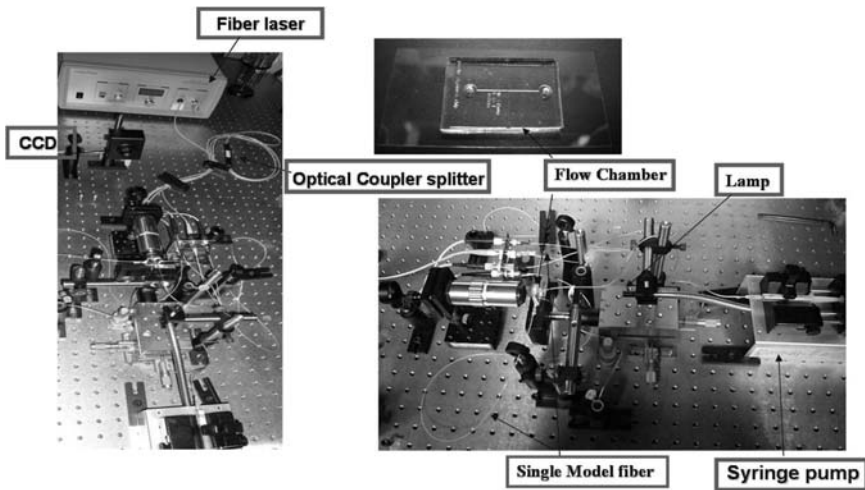 Fiber laser
CCD
Optical Coupler splitter
Flow Chamber
Lamp
Single Model fiber
Syringe pump